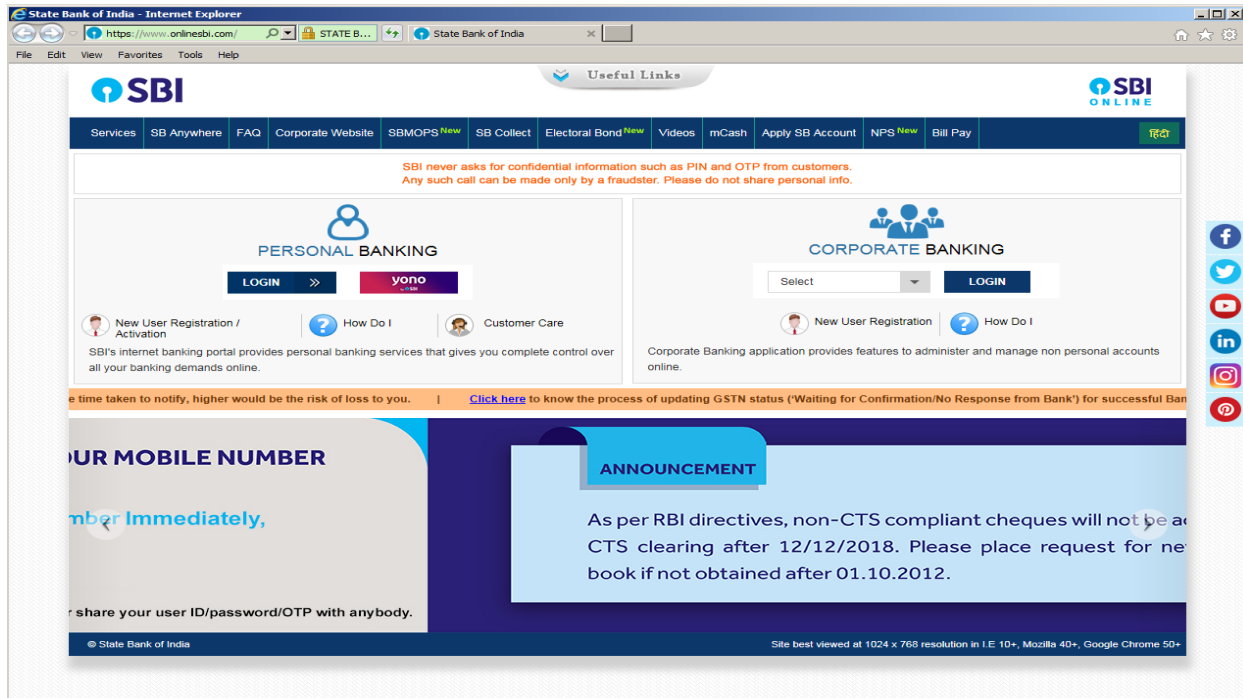 State Bank of India - Internet Explorer
https://www.onlinesbi.com/
STATE B...
State Bank of India
File Edit View Favorites Tools Help
SBI
Useful Links
SBI
ONLINE
Services SB Anywhere FAQ Corporate Website SBMOPS New SB Collect Electoral Bond New Videos mCash Apply SB Account NPS New Bill Pay हिंदी
SBI never asks for confidential information such as PIN and OTP from customers.
Any such call can be made only by a fraudster. Please do not share personal info.
PERSONAL BANKING
LOGIN »
yono
by SBI
New User Registration /
Activation
How Do I
Customer Care
SBI's internet banking portal provides personal banking services that gives you complete control over
all your banking demands online.
CORPORATE BANKING
Select
LOGIN
New User Registration
How Do I
Corporate Banking application provides features to administer and manage non personal accounts
online.
e time taken to notify, higher would be the risk of loss to you. | Click here to know the process of updating GSTN status ('Waiting for Confirmation/No Response from Bank') for successful Ban
OUR MOBILE NUMBER
mber Immediately,
r share your user ID/password/OTP with anybody.
ANNOUNCEMENT
As per RBI directives, non-CTS compliant cheques will not be ac
CTS clearing after 12/12/2018. Please place request for ne
book if not obtained after 01.10.2012.
© State Bank of India
Site best viewed at 1024 x 768 resolution in I.E 10+, Mozilla 40+, Google Chrome 50+